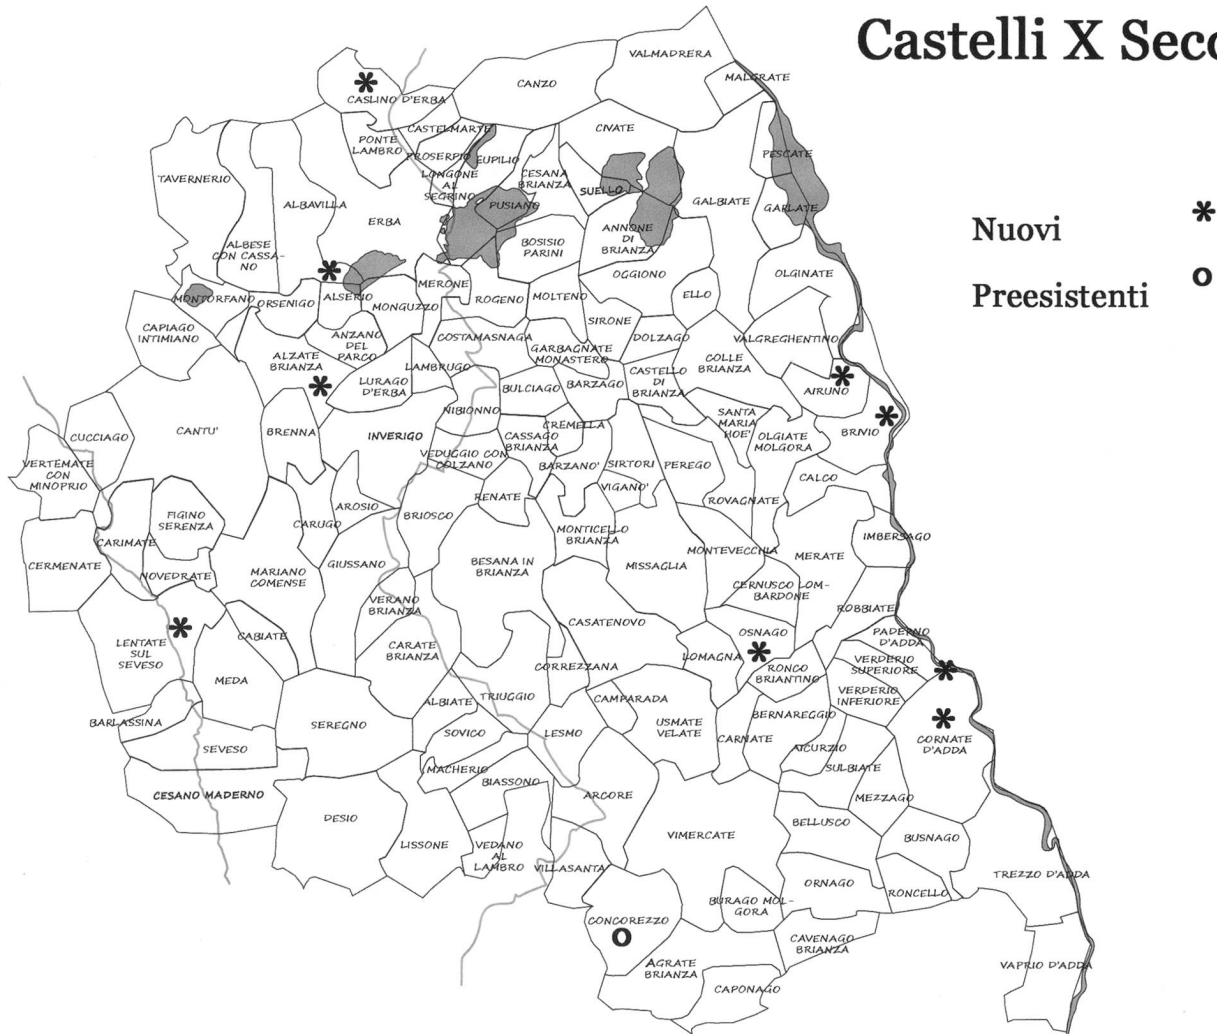 Castelli X Seco
VALMADRERA
MALGRATE
CANZO
CASLINO D'ERBA
CASTELMARTE
CIVATE
PONTE
LAMBRO
PROSERPIO
EUPILIO
PESCATE
TAVERNERIO
LONGONE
AL
SEGRINO
CESANA
BRIANZA
SUELLO
ALBAVILLA
ERBA
PUSIANO
GALBIATE
GARLATE
Nuovi *
ALBESE
CON CASSA-
NO
BOSISIO
PARINI
ANNONE
DI
BRIANZA
OGGIONO
OLGINATE
Preesistenti o
MONTORFANO
ORSENIGO
ALSERIO
MONGUZZO
MERONE
ROGENO
MOLTENO
ELLO
CAPIAGO
INTIMIANO
ANZANO
DEL
PARCO
COSTAMASNAGA
SIRONE
DOLZAGO
VALGREGHENTINO
ALZATE
BRIANZA
LAMBRUGO
GARBAGNATE
MONASTERO
COLLE
BRIANZA
LURAGO
D'ERBA
BULCIAGO
BARZAGO
CASTELLO
DI
BRIANZA
AIRUNO
CUCCIAGO
CANTU'
BRENNA
INVERIGO
NIBIONNO
CREMELLA
SANTA
MARIA
HOE'
OLGIATE
MOLGORA
BRIVIO
CASSAGO
BRIANZA
VERTEMATE
CON
MINOPRIO
VEDUGGIO CON
COLZANO
BARZANO'
SIRTORI
PEREGO
CALCO
RENATE
VIGANO'
ROVAGNATE
FIGINO
SERENZA
CARUGO
AROSIO
BRIOSCO
MONTICELLO
BRIANZA
IMBERSAGO
CARIMATE
CERMENATE
NOVEDRATE
MARIANO
COMENSE
GIUSSANO
BESANA IN
BRIANZA
MISSAGLIA
MONTEVECCHIA
MERATE
CERNUSCO LOM-
BARDONE
VERANO
BRIANZA
ROBBIATE
LENTATE
SUL
SEVESO
CABIATE
CARATE
BRIANZA
CASATENOVO
OSNAGO
PADERNO
D'ADDA
LOMAGNA
RONCO
BRIANTINO
VERDERIO
SUPERIORE
MEDA
CORREZZANA
VERDERIO
INFERIORE
ALBIATE
TRIUGGIO
CAMPARADA
BERNAREGGIO
BARLASSINA
SEREGNO
SOVICO
LESMO
USMATE
VELATE
CARNATE
AICURZIO
CORNATE
D'ADDA
SEVESO
MACHERIO
BIASSONO
SULBIATE
CESANO MADERNO
ARCORE
MEZZAGO
DESIO
LISSONE
VEDANO
AL
LAMBRO
VILLASANTA
VIMERCATE
BELLUSCO
BUSNAGO
TREZZO D'ADDA
ORNAGO
RONCELLO
BURAGO MOL-
GORA
CONCOREZZO
o
CAVENAGO
BRIANZA
AGRATE
BRIANZA
CAPONAGO
VAPRIO D'ADDA